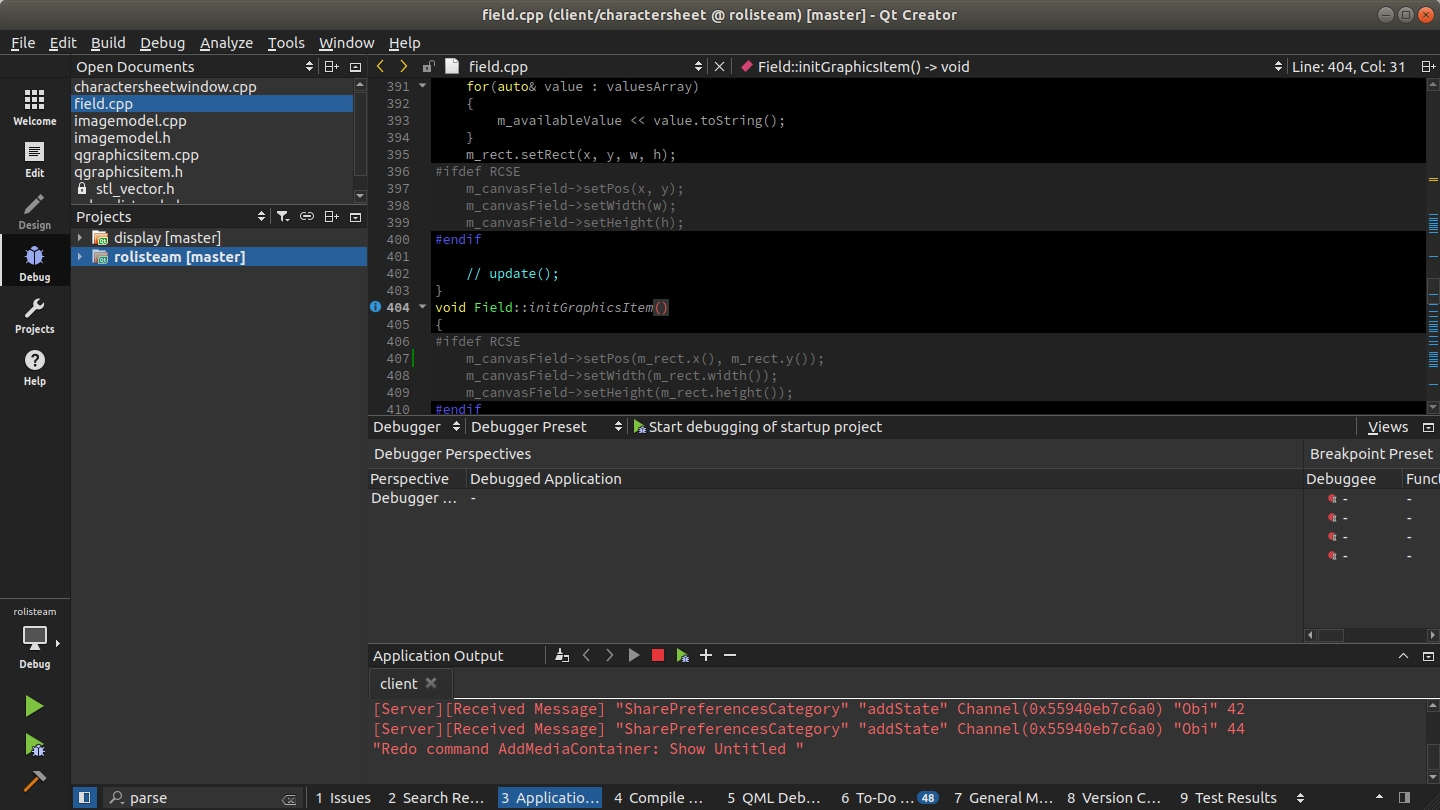 field.cpp (client/charactersheet @ rolisteam) [master] - Qt Creator
File Edit Build Debug Analyze Tools Window Help
Open Documents
field.cpp
Field::initGraphicsItem() -> void
Line: 404, Col: 31
Welcome
Edit
Design
Debug
Projects
Help
charactersheetwindow.cpp
field.cpp
imagemodel.cpp
imagemodel.h
qgraphicsitem.cpp
qgraphicsitem.h
stl_vector.h
Projects
display [master]
rolisteam [master]
391 for(auto& value : valuesArray)
392 {
393 m_availableValue << value.toString();
394 }
395 m_rect.setRect(x, y, w, h);
396 #ifdef RCSE
397 m_canvasField->setPos(x, y);
398 m_canvasField->setWidth(w);
399 m_canvasField->setHeight(h);
400 #endif
401
402 // update();
403 }
404 void Field::initGraphicsItem()
405 {
406 #ifdef RCSE
407 m_canvasField->setPos(m_rect.x(), m_rect.y());
408 m_canvasField->setWidth(m_rect.width());
409 m_canvasField->setHeight(m_rect.height());
410 #endif
Debugger Debugger Preset Start debugging of startup project Views
Debugger Perspectives
Perspective Debugged Application
Debugger ... -
Breakpoint Preset
Debuggee Funct
- -
- -
- -
- -
rolisteam
Debug
Application Output
client
[Server][Received Message] "SharePreferencesCategory" "addState" Channel(0x55940eb7c6a0) "Obi" 42
[Server][Received Message] "SharePreferencesCategory" "addState" Channel(0x55940eb7c6a0) "Obi" 44
"Redo command AddMediaContainer: Show Untitled "
parse
1 Issues 2 Search Re... 3 Applicatio... 4 Compile ... 5 QML Deb... 6 To-Do ... 48 7 General M... 8 Version C... 9 Test Results